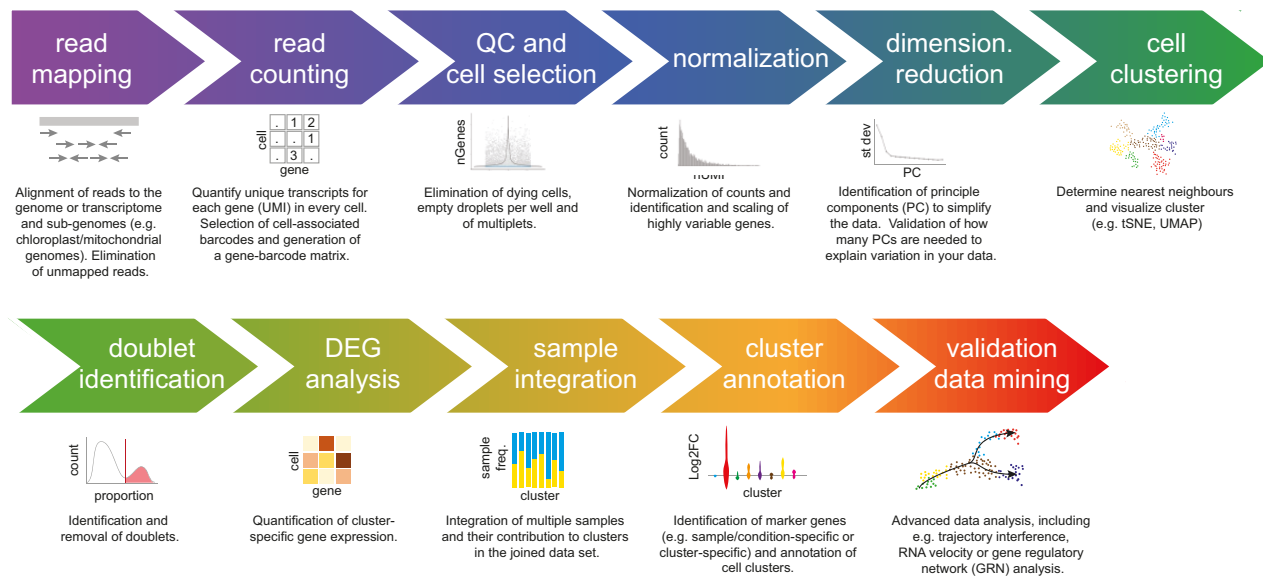 read
mapping
read
counting
QC and
cell selection
normalization
dimension.
reduction
cell
clustering
cell
. 1 2
. . 1
. 3 .
gene
nGenes
count
nUMI
st dev
PC
Alignment of reads to the
genome or transcriptome
and sub-genomes (e.g.
chloroplast/mitochondrial
genomes). Elimination
of unmapped reads.
Quantify unique transcripts for
each gene (UMI) in every cell.
Selection of cell-associated
barcodes and generation of
a gene-barcode matrix.
Elimination of dying cells,
empty droplets per well and
of multiplets.
Normalization of counts and
identification and scaling of
highly variable genes.
Identification of principle
components (PC) to simplify
the data. Validation of how
many PCs are needed to
explain variation in your data.
Determine nearest neighbours
and visualize cluster
(e.g. tSNE, UMAP)
doublet
identification
DEG
analysis
sample
integration
cluster
annotation
validation
data mining
count
proportion
cell
gene
sample
freq.
cluster
Log2FC
cluster
Identification and
removal of doublets.
Quantification of cluster-
specific gene expression.
Integration of multiple samples
and their contribution to clusters
in the joined data set.
Identification of marker genes
(e.g. sample/condition-specific or
cluster-specific) and annotation of
cell clusters.
Advanced data analysis, including
e.g. trajectory interference,
RNA velocity or gene regulatory
network (GRN) analysis.